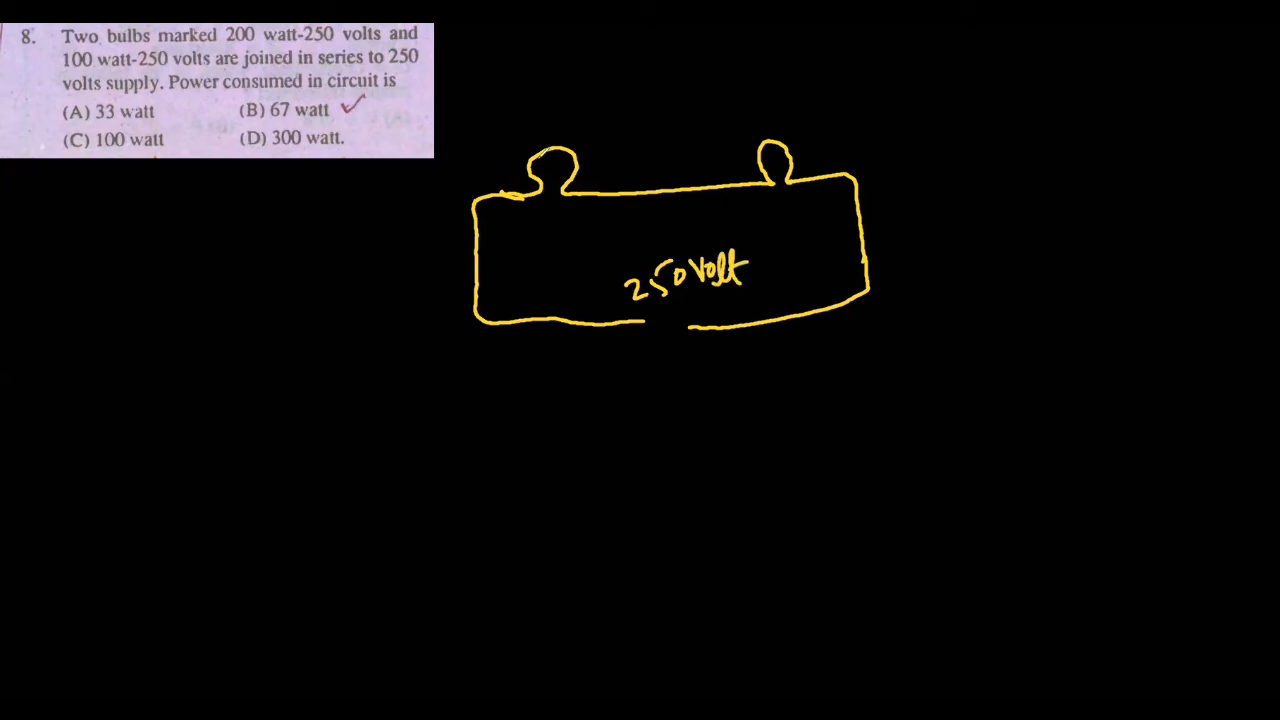 8. Two bulbs marked 200 watt-250 volts and
100 watt-250 volts are joined in series to 250
volts supply. Power consumed in circuit is
(A) 33 watt (B) 67 watt
(C) 100 watt (D) 300 watt.
250 volt